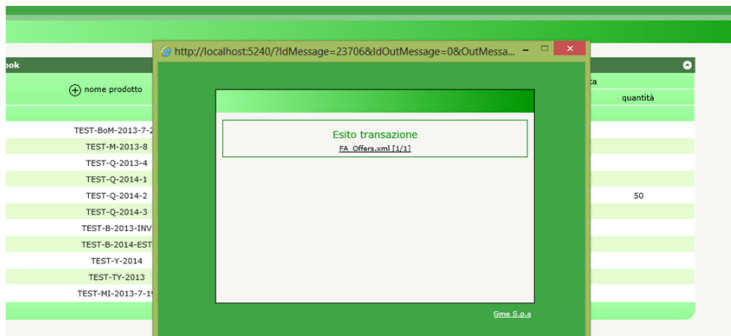 http://localhost:5240/?IdMessage=23706&IdOutMessage=0&OutMessa...
ook
nome prodotto
ta
quantità
TEST-BoM-2013-7-2
TEST-M-2013-8
TEST-Q-2013-4
TEST-Q-2014-1
TEST-Q-2014-2
50
TEST-Q-2014-3
TEST-B-2013-INV
TEST-B-2014-EST
TEST-Y-2014
TEST-TY-2013
TEST-MI-2013-7-19
Esito transazione
FA_Offers.xml [1/1]
Gme S.p.a